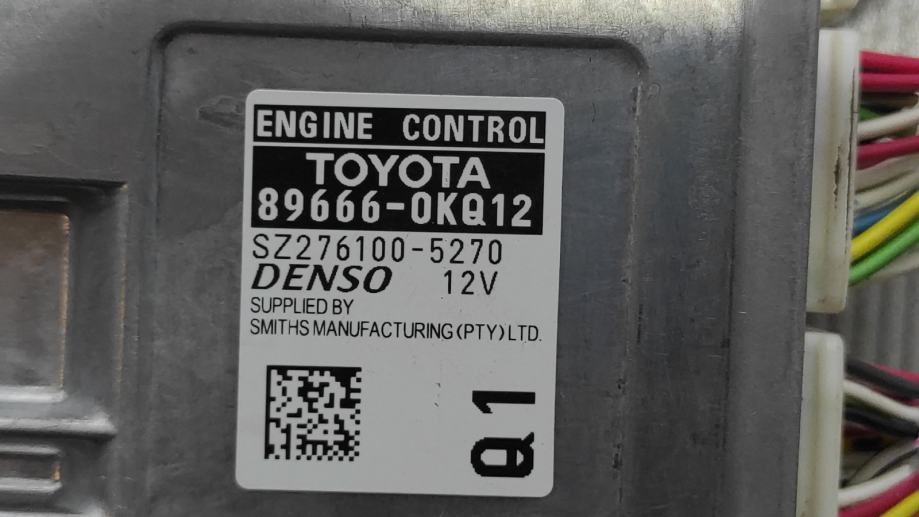 ENGINE CONTROL
TOYOTA
89666-0KQ12
SZ276100-5270
DENSO 12V
SUPPLIED BY
SMITHS MANUFACTURING (PTY) LTD.
Q1